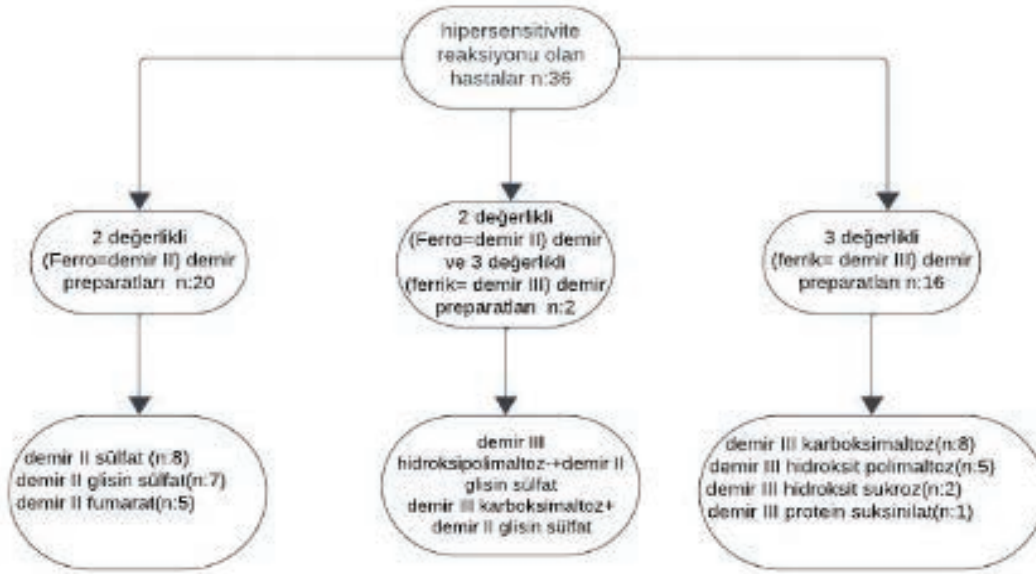 hipersensitivite
reaksiyonu olan
hastalar n:36
2 değerlikli
(Ferro=demir II) demir
preparatları n:20
2 değerlikli
(Ferro=demir II) demir
ve 3 değerlikli
(ferrik= demir III) demir
preparatları n:2
3 değerlikli
(ferrik= demir III) demir
preparatları n:16
demir II sülfat (n:8)
demir II glisin sülfat(n:7)
demir II fumarat(n:5)
demir III
hidroksipolimaltoz-+demir II
glisin sülfat
demir III karboksimaltoz+
demir II glisin sülfat
demir III karboksimaltoz(n:8)
demir III hidroksit polimaltoz(n:5)
demir III hidroksit sukroz(n:2)
demir III protein suksinilat(n:1)